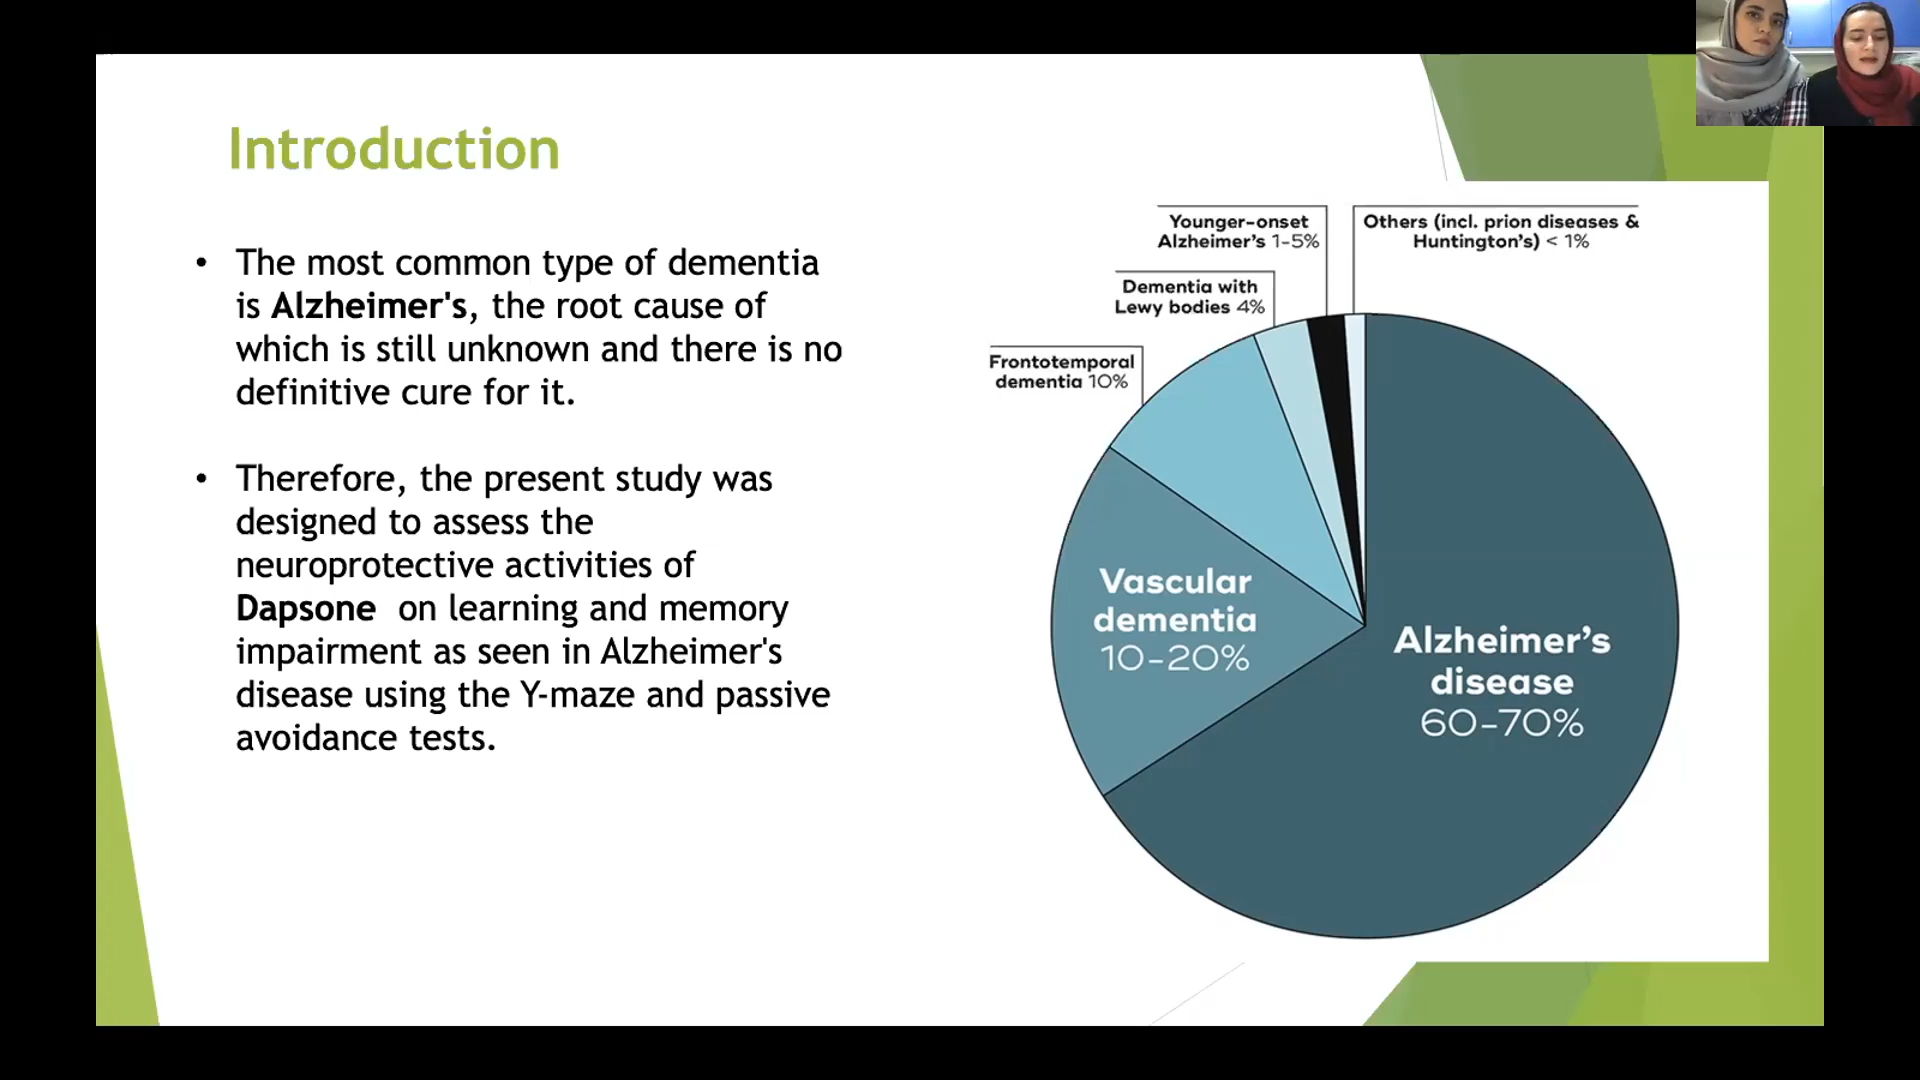 Introduction
• The most common type of dementia
is Alzheimer's, the root cause of
which is still unknown and there is no
definitive cure for it.
• Therefore, the present study was
designed to assess the
neuroprotective activities of
Dapsone on learning and memory
impairment as seen in Alzheimer's
disease using the Y-maze and passive
avoidance tests.
Younger-onset
Alzheimer's 1-5%
Others (incl. prion diseases &
Huntington's) < 1%
Dementia with
Lewy bodies 4%
Frontotemporal
dementia 10%
Vascular
dementia
10-20%
Alzheimer's
disease
60-70%